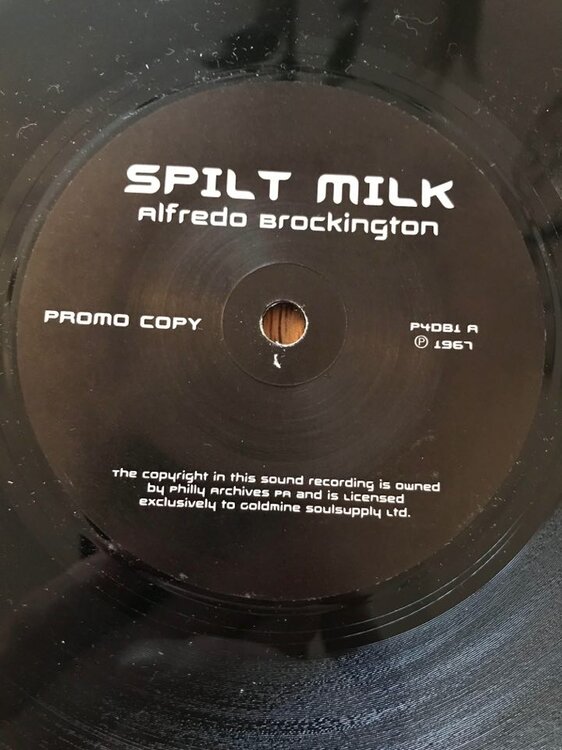 SPILT MILK
Alfredo Brockington
PROMO COPY
P4DB1 A
℗ 1967
The copyright in this sound recording is owned
by Philly Archives PA and is Licensed
exclusively to Goldmine Soulsupply Ltd.